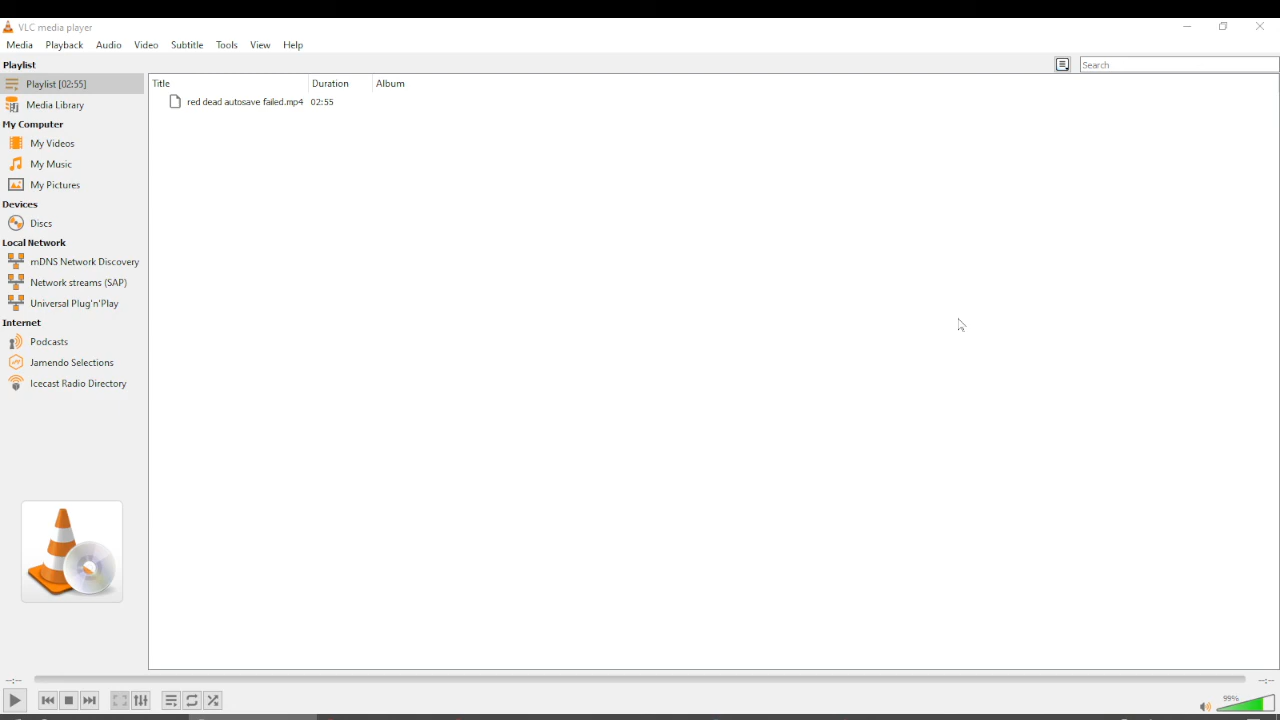 VLC media player
Media Playback Audio Video Subtitle Tools View Help
Playlist
Search
Playlist [02:55]
Title Duration Album
red dead autosave failed.mp4 02:55
Media Library
My Computer
My Videos
My Music
My Pictures
Devices
Discs
Local Network
mDNS Network Discovery
Network streams (SAP)
Universal Plug'n'Play
Internet
Podcasts
Jamendo Selections
Icecast Radio Directory
--:-- --:--
99%